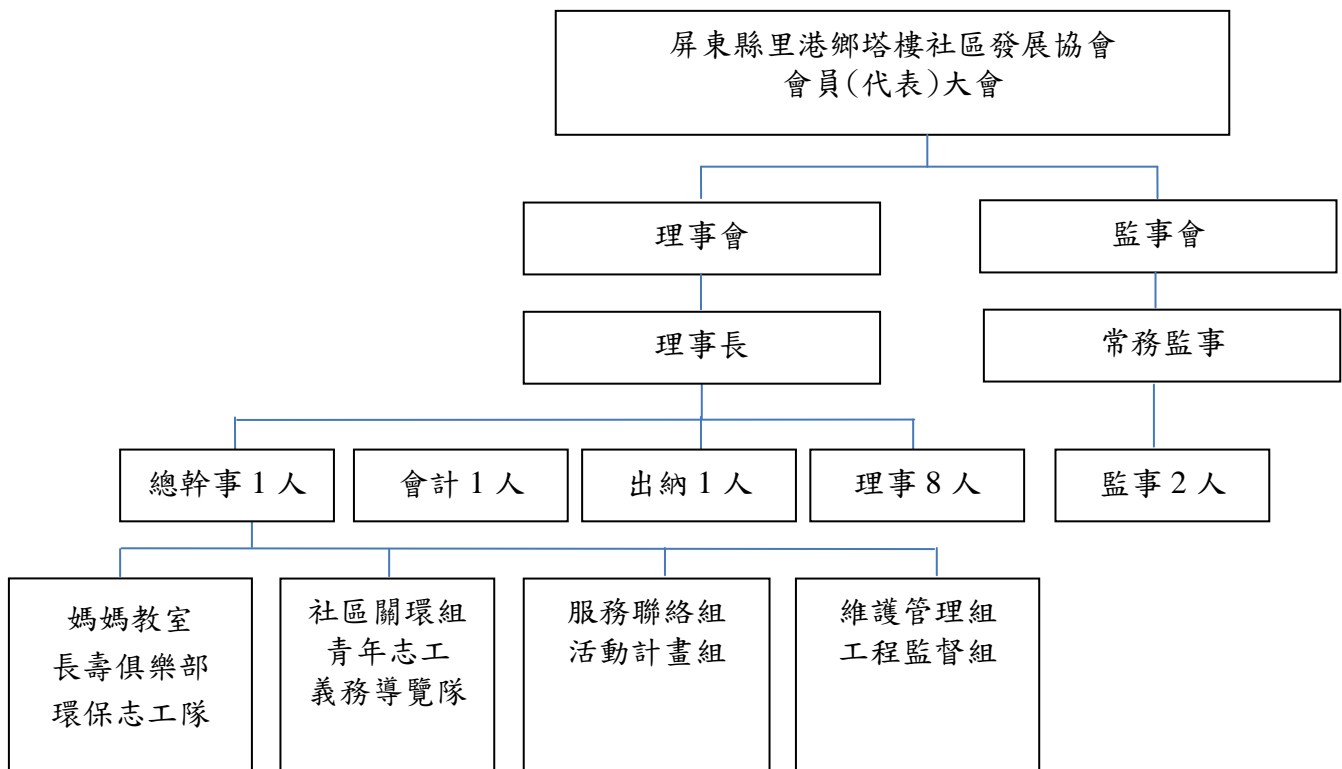 屏東縣里港鄉塔樓社區發展協會
會員(代表)大會
理事會
監事會
理事長
常務監事
總幹事1人
會計1人
出納1人
理事8人
監事2人
媽媽教室
長壽俱樂部
環保志工隊
社區關環組
青年志工
義務導覽隊
服務聯絡組
活動計畫組
維護管理組
工程監督組